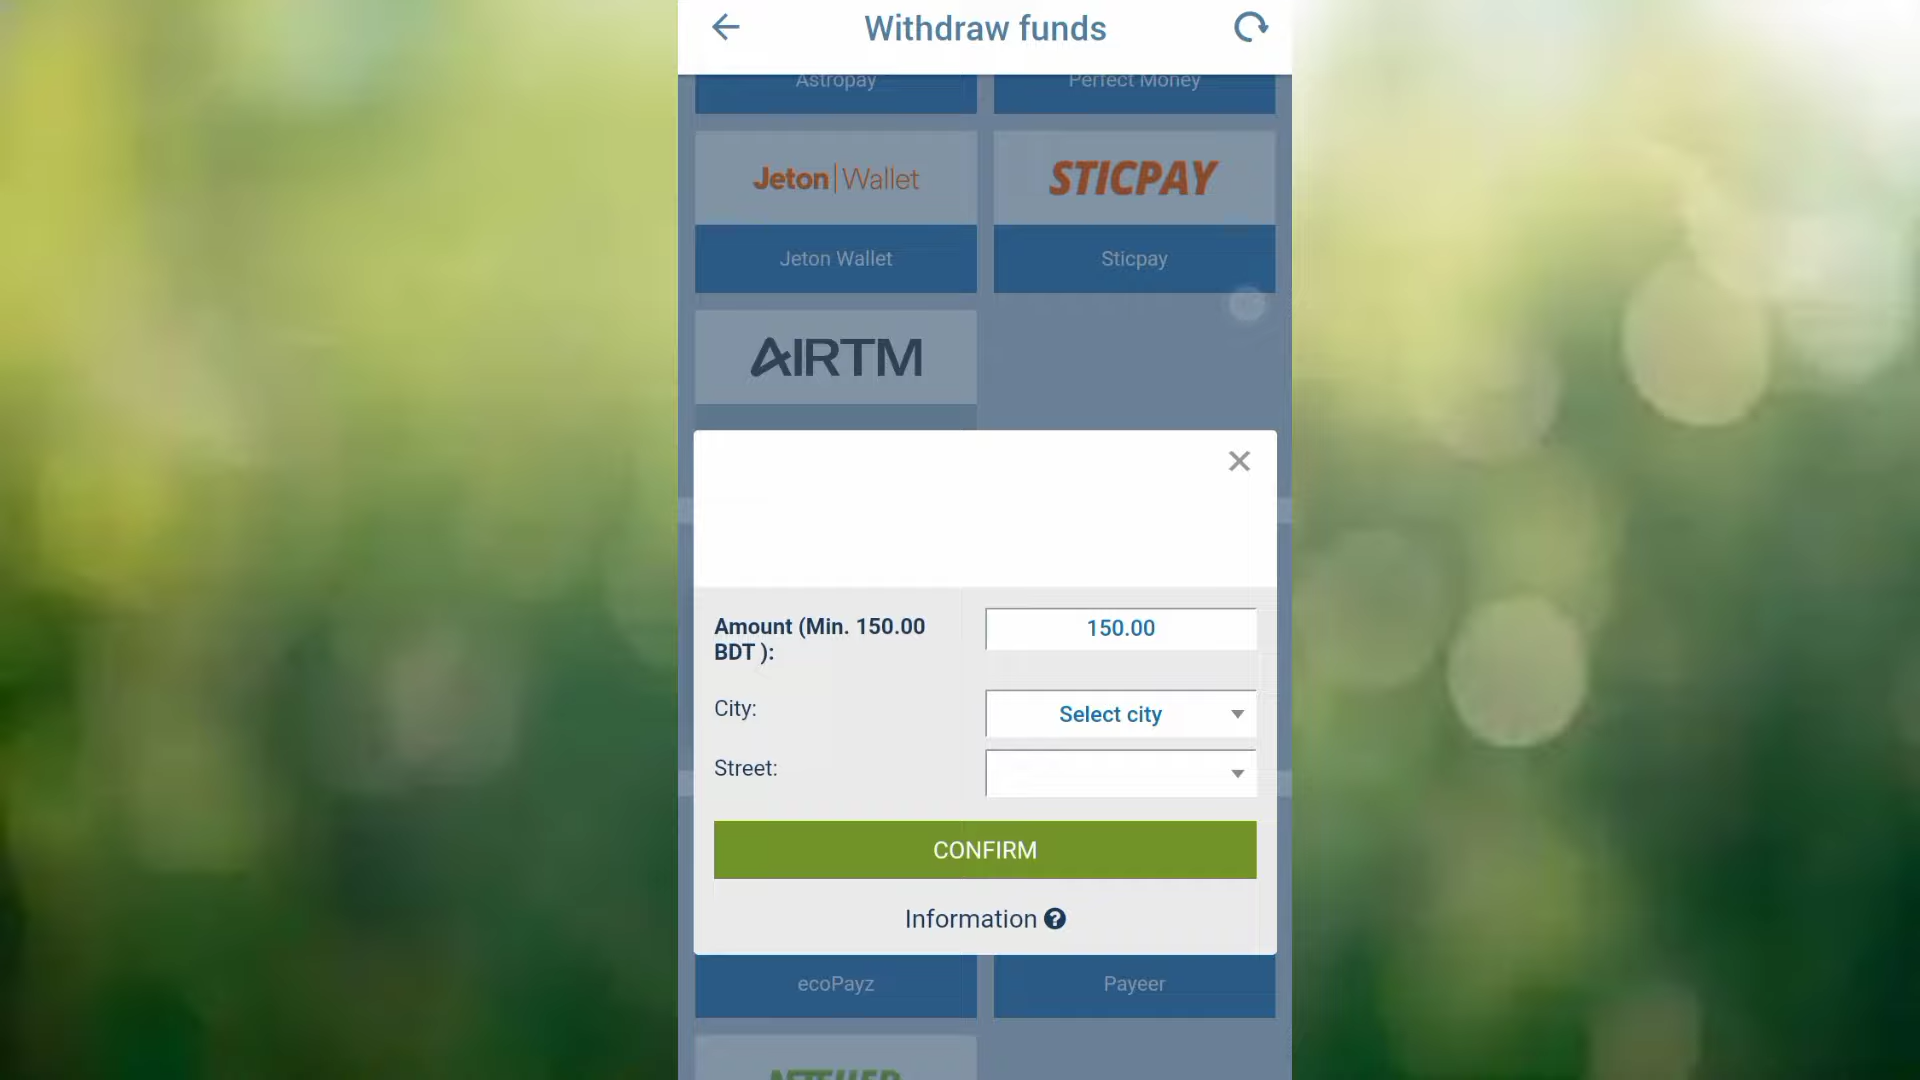 Withdraw funds
Astropay
Perfect Money
Jeton|Wallet
STICPAY
Jeton Wallet
Sticpay
AIRTM
Amount (Min. 150.00
BDT ):
150.00
City:
Select city
Street:
CONFIRM
Information ?
ecoPayz
Payeer